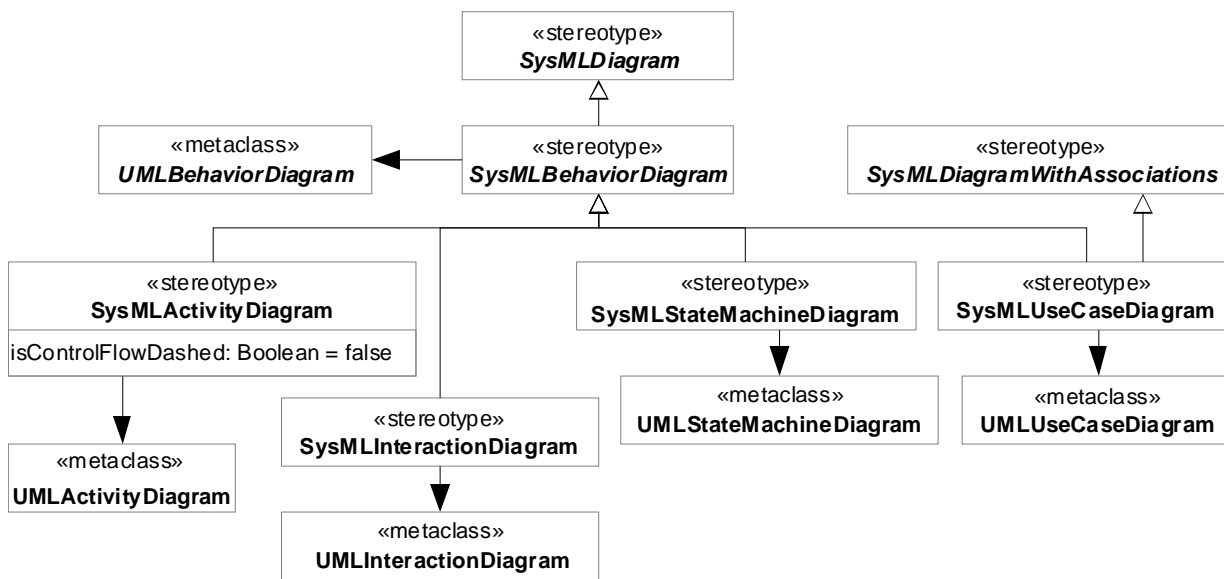 «stereotype»
SysMLDiagram
«metaclass»
UMLBehaviorDiagram
«stereotype»
SysMLBehaviorDiagram
«stereotype»
SysMLDiagramWithAssociations
«stereotype»
SysMLActivityDiagram
isControlFlowDashed: Boolean = false
«stereotype»
SysMLStateMachineDiagram
«stereotype»
SysMLUseCaseDiagram
«metaclass»
UMLStateMachineDiagram
«metaclass»
UMLUseCaseDiagram
«stereotype»
SysMLInteractionDiagram
«metaclass»
UMLActivityDiagram
«metaclass»
UMLInteractionDiagram